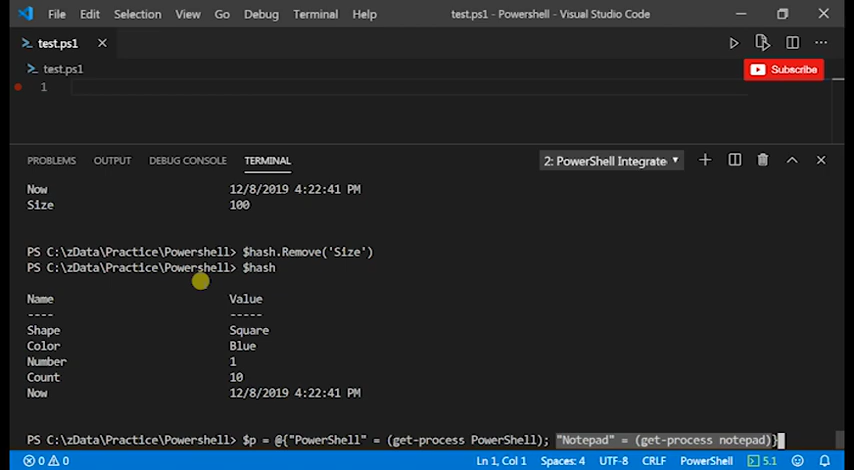 File Edit Selection View Go Debug Terminal Help test.ps1 - Powershell - Visual Studio Code
test.ps1
test.ps1
Subscribe
1
PROBLEMS OUTPUT DEBUG CONSOLE TERMINAL 2: PowerShell Integrate
Now 12/8/2019 4:22:41 PM
Size 100
PS C:\zData\Practice\Powershell> $hash.Remove('Size')
PS C:\zData\Practice\Powershell> $hash
Name Value
---- -----
Shape Square
Color Blue
Number 1
Count 10
Now 12/8/2019 4:22:41 PM
PS C:\zData\Practice\Powershell> $p = @{"PowerShell" = (get-process PowerShell); "Notepad" = (get-process notepad)}
0 0 Ln 1, Col 1 Spaces: 4 UTF-8 CRLF PowerShell 5.1